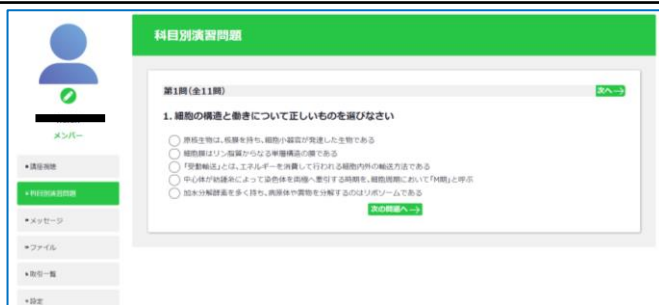 科目別演習問題
第1問(全11問)
次へ→
1. 細胞の構造と働きについて正しいものを選びなさい
原核生物は、核膜を持ち、細胞小器官が発達した生物である
細胞膜はリン脂質からなる単層構造の膜である
「受動輸送」とは、エネルギーを消費して行われる細胞内外の輸送方法である
中心体が紡錘糸によって染色体を両極へ牽引する時期を、細胞周期において「M期」と呼ぶ
加水分解酵素を多く持ち、病原体や異物を分解するのはリボソームである
次の問題へ→
メンバー
•講座視聴
•科目別演習問題
•メッセージ
•ファイル
•取引一覧
•設定